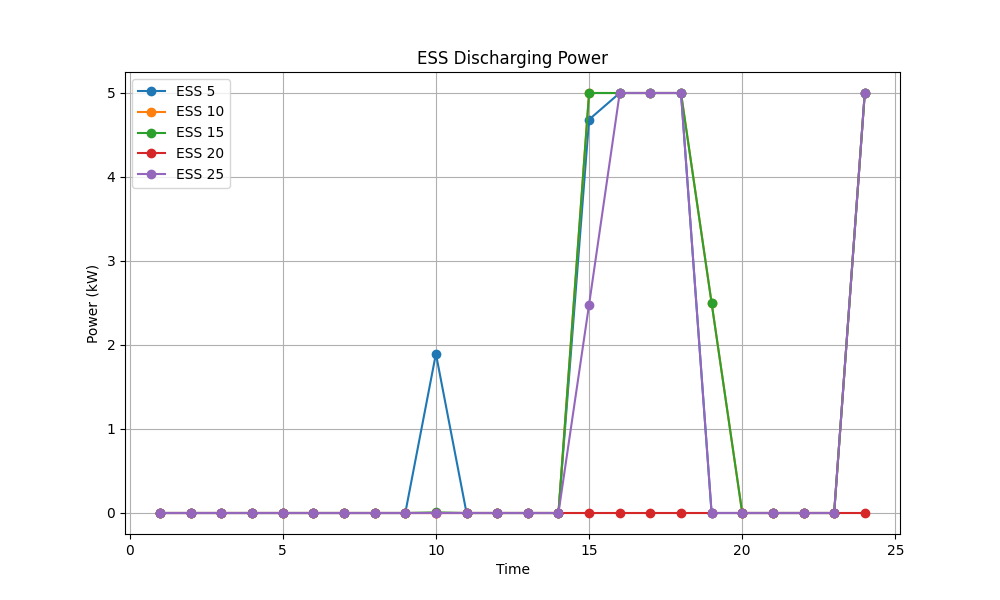 ESS Discharging Power
ESS 5
ESS 10
ESS 15
ESS 20
ESS 25
Power (kW)
5
4
3
2
1
0
0 5 10 15 20 25
Time